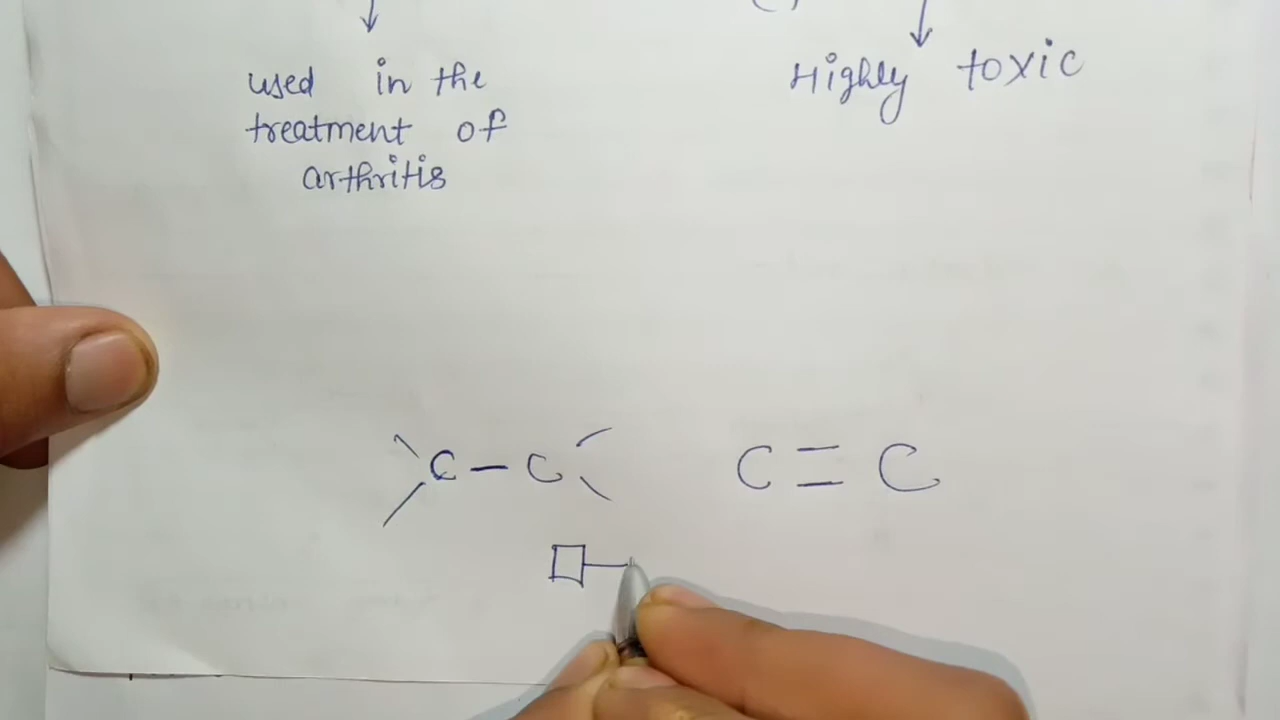 used in the
treatment of
arthritis
Highly toxic
C - C
C = C